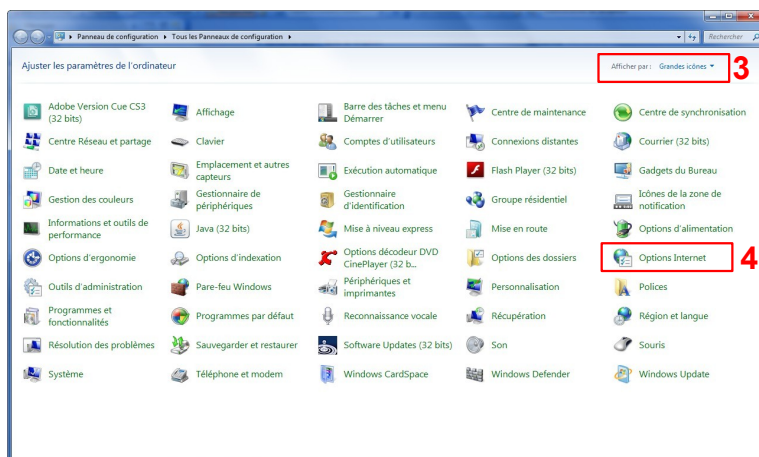 Panneau de configuration ▸ Tous les Panneaux de configuration ▸
Rechercher
Ajuster les paramètres de l'ordinateur
Afficher par : Grandes icônes
3
Adobe Version Cue CS3
(32 bits)
Affichage
Barre des tâches et menu
Démarrer
Centre de maintenance
Centre de synchronisation
Centre Réseau et partage
Clavier
Comptes d'utilisateurs
Connexions distantes
Courrier (32 bits)
Date et heure
Emplacement et autres
capteurs
Exécution automatique
Flash Player (32 bits)
Gadgets du Bureau
Gestion des couleurs
Gestionnaire de
périphériques
Gestionnaire
d'identification
Groupe résidentiel
Icônes de la zone de
notification
Informations et outils de
performance
Java (32 bits)
Mise à niveau express
Mise en route
Options d'alimentation
Options d'ergonomie
Options d'indexation
Options décodeur DVD
CinePlayer (32 b...
Options des dossiers
Options Internet
4
Outils d'administration
Pare-feu Windows
Périphériques et
imprimantes
Personnalisation
Polices
Programmes et
fonctionnalités
Programmes par défaut
Reconnaissance vocale
Récupération
Région et langue
Résolution des problèmes
Sauvegarder et restaurer
Software Updates (32 bits)
Son
Souris
Système
Téléphone et modem
Windows CardSpace
Windows Defender
Windows Update